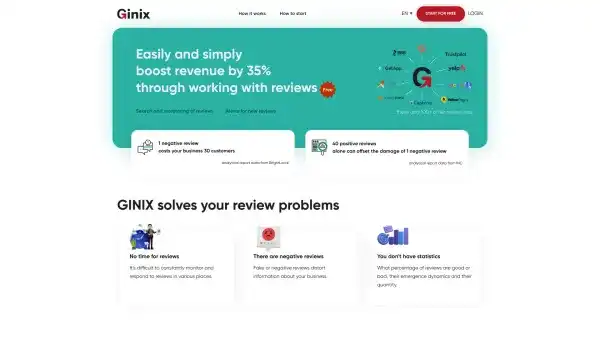 Ginix
How it works How to start EN START FOR FREE LOGIN
Easily and simply
boost revenue by 35%
through working with reviews Free
Search and monitoring of reviews Alerts for new reviews
Trustpilot
yelp
GetApp
G
Capterra
1 negative review
costs your business 30 customers
40 positive reviews
alone can offset the damage of 1 negative review
GINIX solves your review problems
No time for reviews
It's difficult to constantly monitor and
respond to reviews in various places.
There are negative reviews
Fake or negative reviews distort
information about your business.
You don't have statistics
What percentage of reviews are good or
bad, their emergence dynamics and their
quantity.